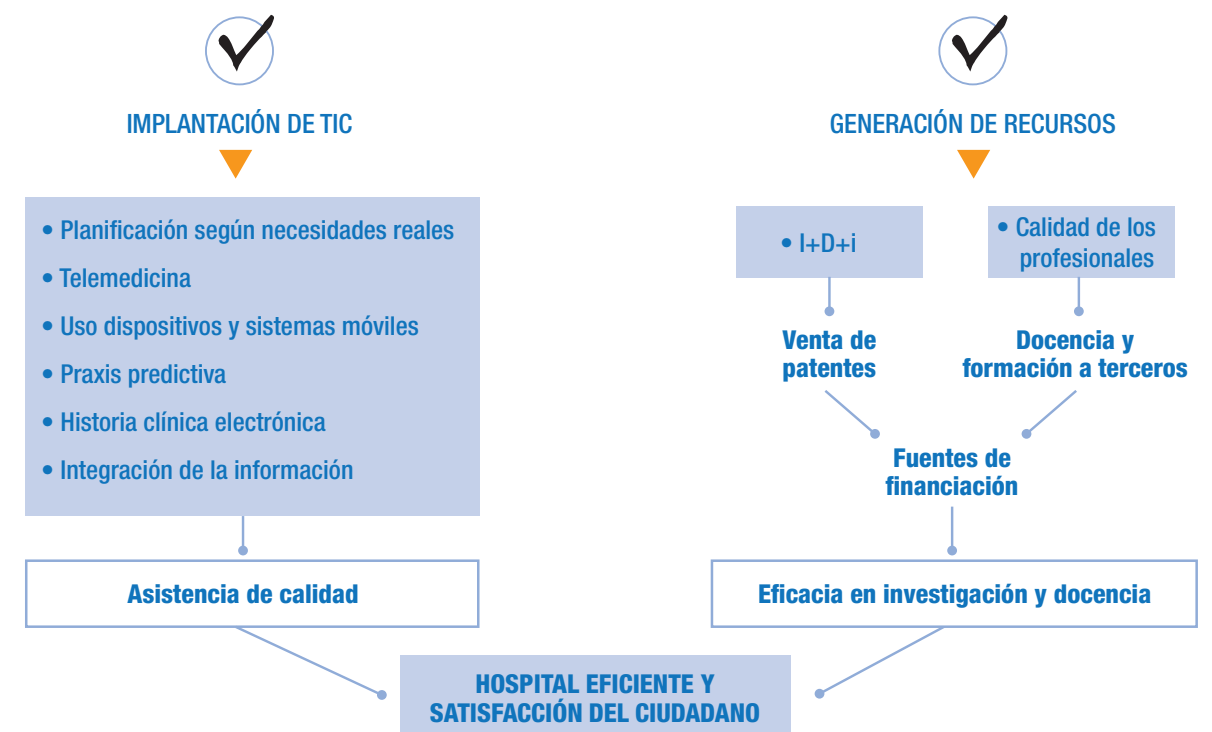 IMPLANTACIÓN DE TIC
• Planificación según necesidades reales
• Telemedicina
• Uso dispositivos y sistemas móviles
• Praxis predictiva
• Historia clínica electrónica
• Integración de la información
Asistencia de calidad
GENERACIÓN DE RECURSOS
• I+D+i
• Calidad de los
profesionales
Venta de
patentes
Docencia y
formación a terceros
Fuentes de
financiación
Eficacia en investigación y docencia
HOSPITAL EFICIENTE Y
SATISFACCIÓN DEL CIUDADANO